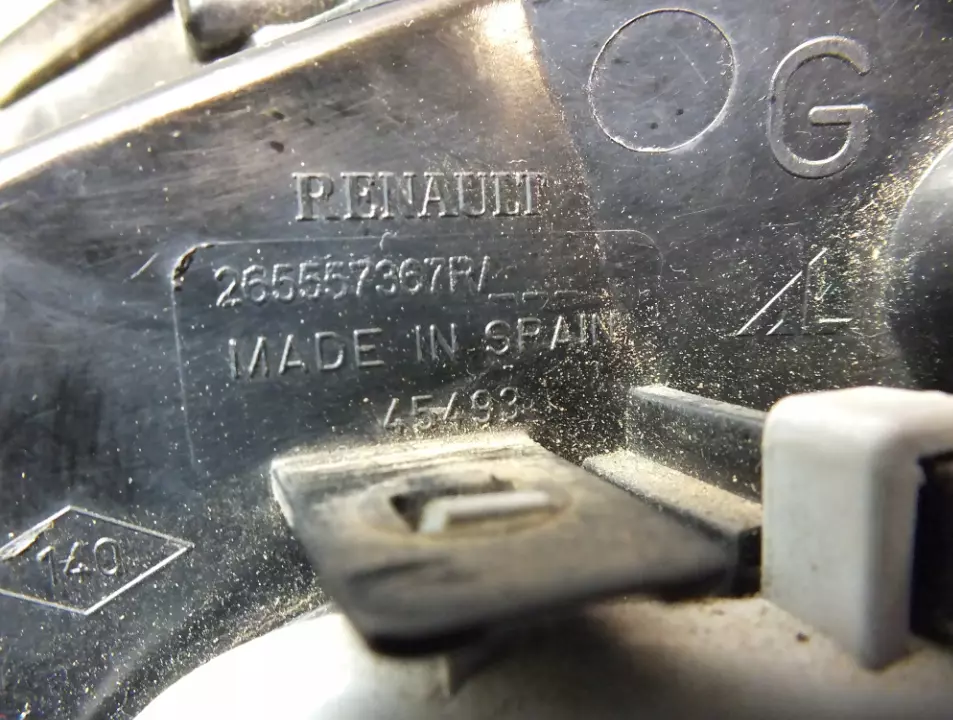 G
RENAULT
265557367R/
MADE IN SPAIN
45493
140